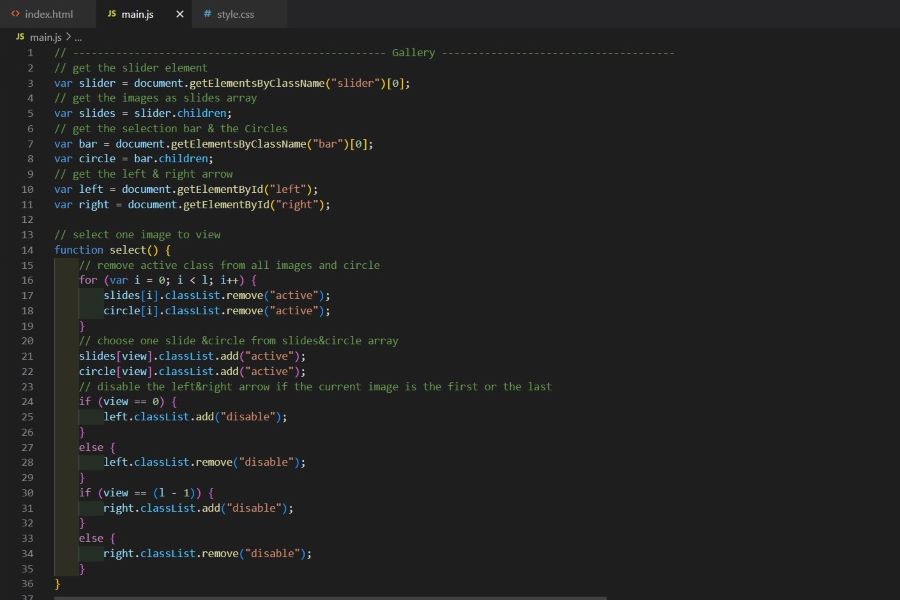 index.html JS main.js × # style.css
JS main.js > ...
1 // --------------------------------------------------- Gallery --------------------------------------
2 // get the slider element
3 var slider = document.getElementsByClassName("slider")[0];
4 // get the images as slides array
5 var slides = slider.children;
6 // get the selection bar & the Circles
7 var bar = document.getElementsByClassName("bar")[0];
8 var circle = bar.children;
9 // get the left & right arrow
10 var left = document.getElementById("left");
11 var right = document.getElementById("right");
12
13 // select one image to view
14 function select() {
15 // remove active class from all images and circle
16 for (var i = 0; i < l; i++) {
17 slides[i].classList.remove("active");
18 circle[i].classList.remove("active");
19 }
20 // choose one slide &circle from slides&circle array
21 slides[view].classList.add("active");
22 circle[view].classList.add("active");
23 // disable the left&right arrow if the current image is the first or the last
24 if (view == 0) {
25 left.classList.add("disable");
26 }
27 else {
28 left.classList.remove("disable");
29 }
30 if (view == (l - 1)) {
31 right.classList.add("disable");
32 }
33 else {
34 right.classList.remove("disable");
35 }
36 }
37